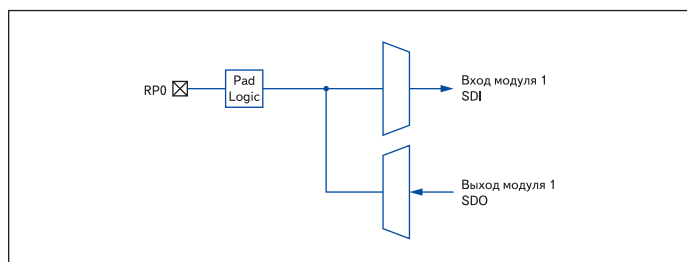 RP0
Pad
Logic
Вход модуля 1
SDI
Выход модуля 1
SDO